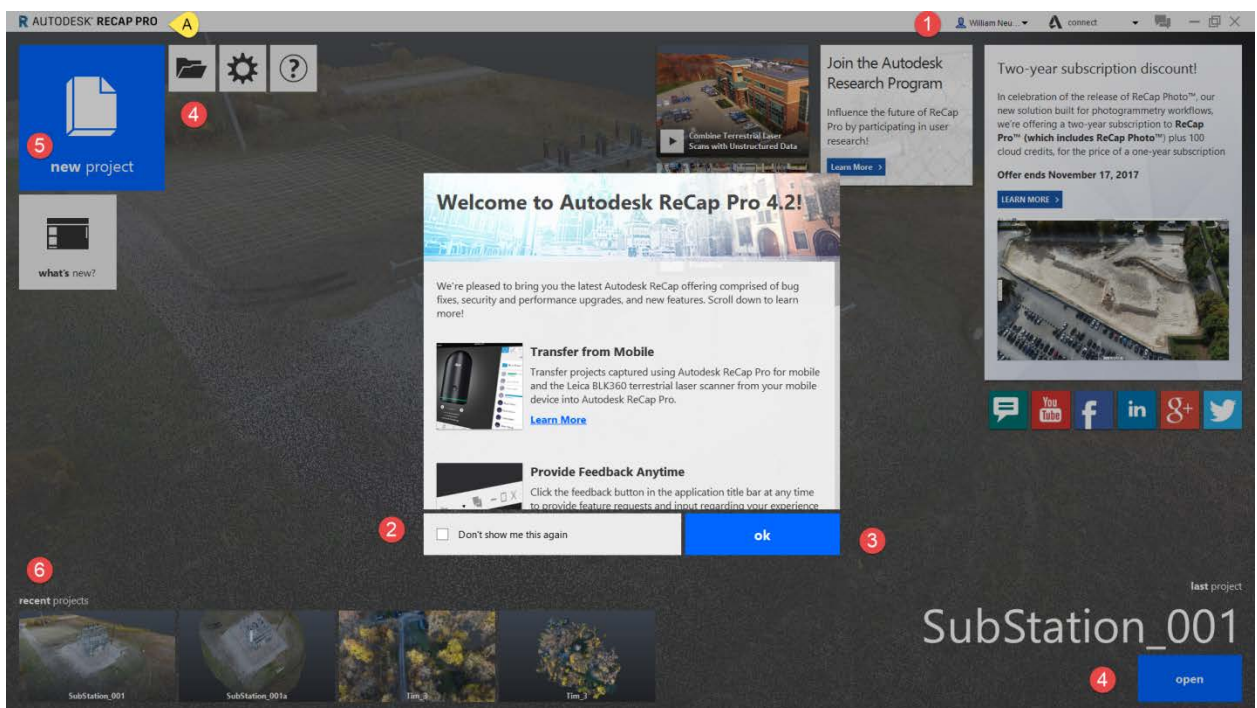 R AUTODESK® RECAP PRO
A
1
William Neu...
A connect
5
new project
4
?
what's new?
Combine Terrestrial Laser
Scans with Unstructured Data
Join the Autodesk
Research Program
Influence the future of ReCap
Pro by participating in user
research!
Learn More >
Two-year subscription discount!
In celebration of the release of ReCap Photo™, our
new solution built for photogrammetry workflows,
we're offering a two-year subscription to ReCap
Pro™ (which includes ReCap Photo™) plus 100
cloud credits, for the price of a one-year subscription
Offer ends November 17, 2017
LEARN MORE >
You
Tube
f
in
g+
Welcome to Autodesk ReCap Pro 4.2!
We're pleased to bring you the latest Autodesk ReCap offering comprised of bug
fixes, security and performance upgrades, and new features. Scroll down to learn
more!
Transfer from Mobile
Transfer projects captured using Autodesk ReCap Pro for mobile
and the Leica BLK360 terrestrial laser scanner from your mobile
device into Autodesk ReCap Pro.
Learn More
Provide Feedback Anytime
Click the feedback button in the application title bar at any time
to provide feature requests and input regarding your experience
2
Don't show me this again
ok
3
6
recent projects
SubStation_001
SubStation_001a
Tim_3
Tim_3
last project
SubStation_001
4
open